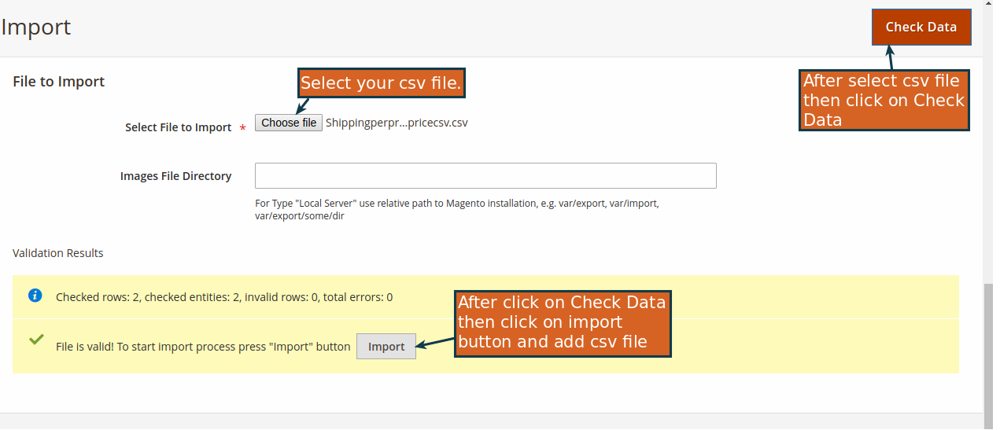 Import
Check Data
File to Import
Select your csv file.
After select csv file
then click on Check
Data
Select File to Import *
Choose file Shippingperpr...pricecsv.csv
Images File Directory
For Type "Local Server" use relative path to Magento installation, e.g. var/export, var/import,
var/export/some/dir
Validation Results
Checked rows: 2, checked entities: 2, invalid rows: 0, total errors: 0
After click on Check Data
then click on import
button and add csv file
File is valid! To start import process press "Import" button Import